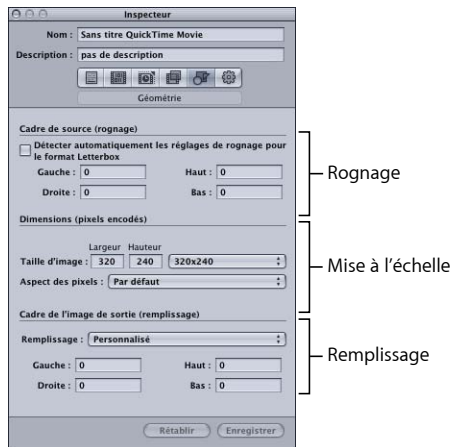 Inspecteur
Nom : Sans titre QuickTime Movie
Description : pas de description
Géométrie
Cadre de source (rognage)
Détecter automatiquement les réglages de rognage pour
le format Letterbox
Gauche : 0 Haut : 0
Droite : 0 Bas : 0
Rognage
Dimensions (pixels encodés)
Largeur Hauteur
Taille d'image : 320 240 320x240
Mise à l'échelle
Aspect des pixels : Par défaut
Cadre de l'image de sortie (remplissage)
Remplissage : Personnalisé
Remplissage
Gauche : 0 Haut : 0
Droite : 0 Bas : 0
Rétablir Enregistrer